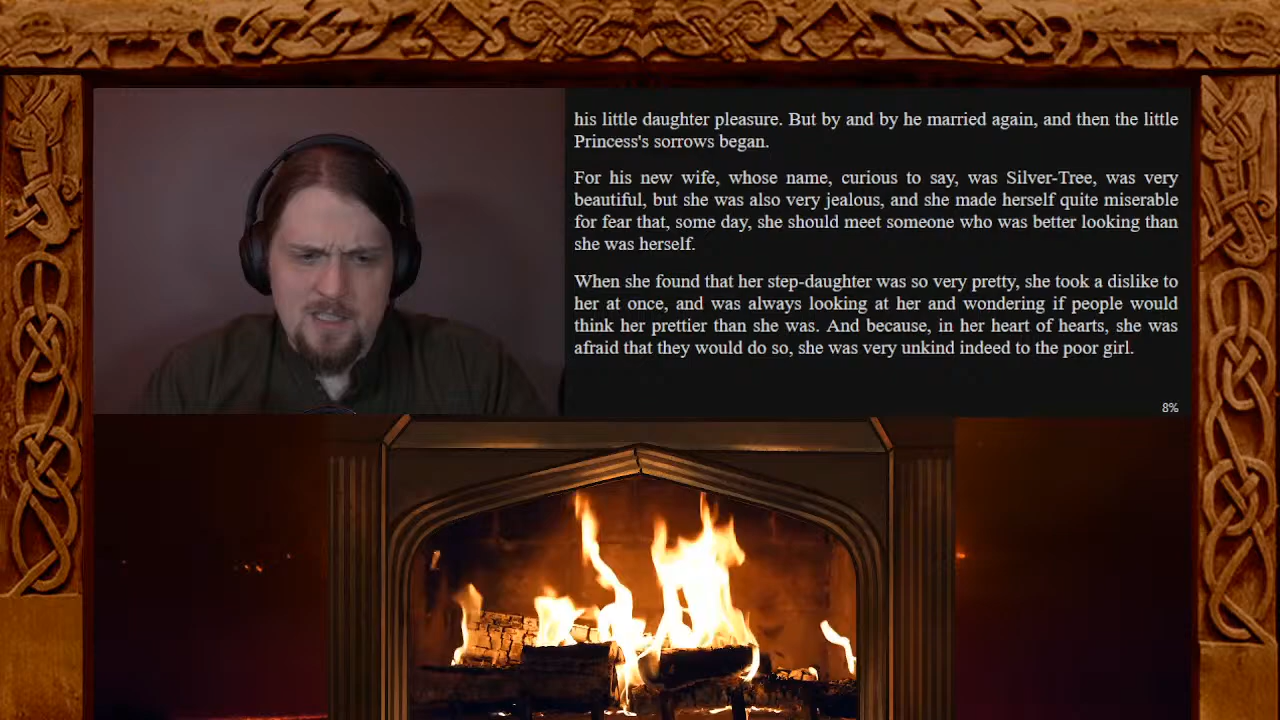 his little daughter pleasure. But by and by he married again, and then the little
Princess's sorrows began.
For his new wife, whose name, curious to say, was Silver-Tree, was very
beautiful, but she was also very jealous, and she made herself quite miserable
for fear that, some day, she should meet someone who was better looking than
she was herself.
When she found that her step-daughter was so very pretty, she took a dislike to
her at once, and was always looking at her and wondering if people would
think her prettier than she was. And because, in her heart of hearts, she was
afraid that they would do so, she was very unkind indeed to the poor girl.
8%